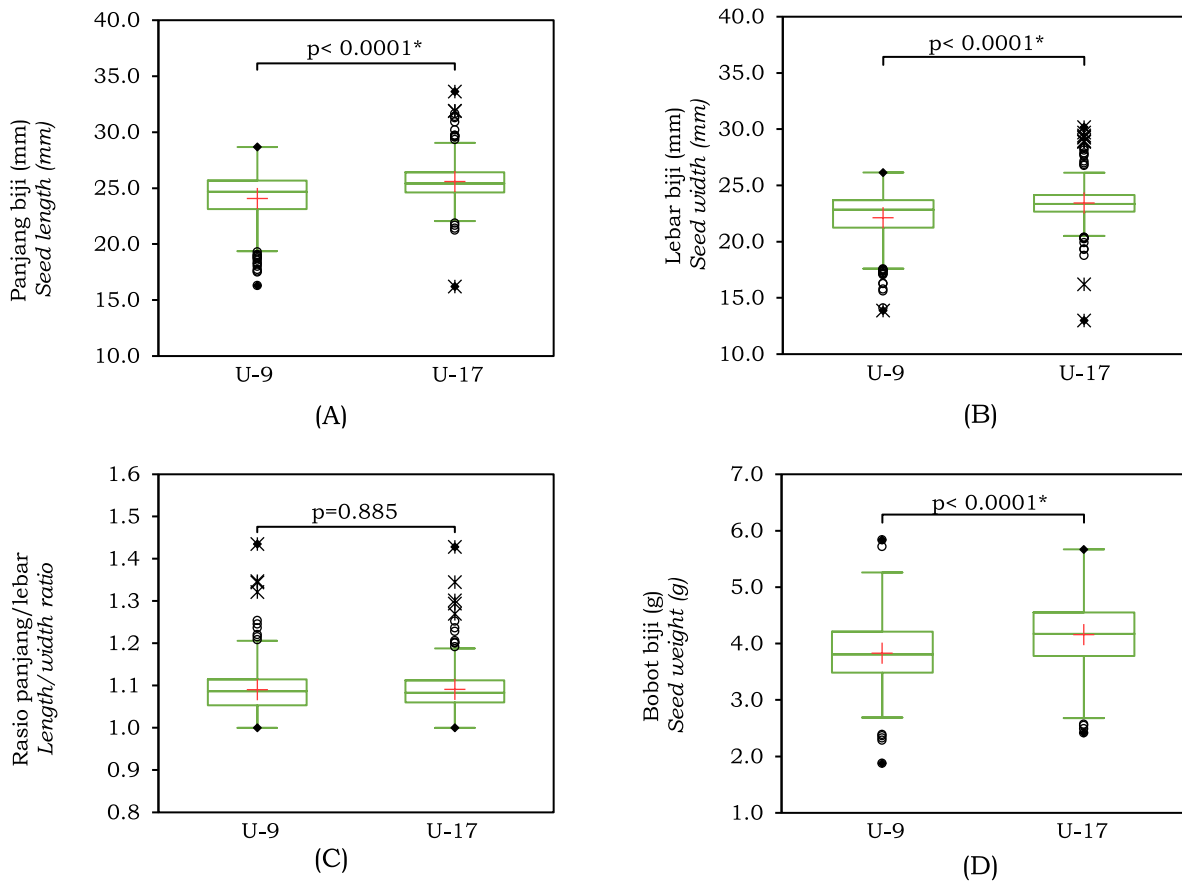 Panjang biji (mm)
Seed length (mm)
40.0
35.0
30.0
25.0
20.0
15.0
10.0
p< 0.0001*
U-9
U-17
(A)
Lebar biji (mm)
Seed width (mm)
40.0
35.0
30.0
25.0
20.0
15.0
10.0
p< 0.0001*
U-9
U-17
(B)
Rasio panjang/lebar
Length/width ratio
1.6
1.5
1.4
1.3
1.2
1.1
1.0
0.9
0.8
p=0.885
U-9
U-17
(C)
Bobot biji (g)
Seed weight (g)
7.0
6.0
5.0
4.0
3.0
2.0
1.0
p< 0.0001*
U-9
U-17
(D)